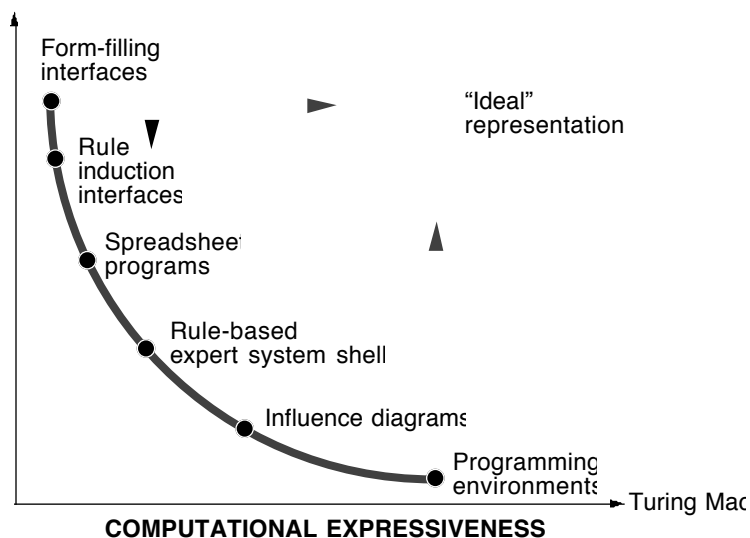 Form-filling
interfaces
"Ideal"
representation
Rule
induction
interfaces
Spreadsheet
programs
Rule-based
expert system shell
Influence diagrams
Programming
environments
Turing Mac
COMPUTATIONAL EXPRESSIVENESS